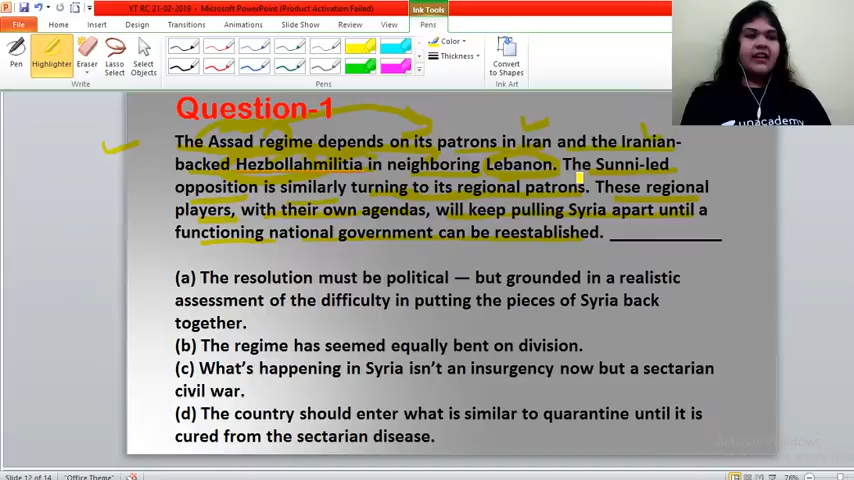 YT RC 21-02-2019 - Microsoft PowerPoint (Product Activation Failed)
Ink Tools
File Home Insert Design Transitions Animations Slide Show Review View Pens
Pen Highlighter Eraser Lasso Select Select Objects Color Thickness Convert to Shapes
Write Pens
unacademy
Question-1
The Assad regime depends on its patrons in Iran and the Iranian-
backed Hezbollahmilitia in neighboring Lebanon. The Sunni-led
opposition is similarly turning to its regional patrons. These regional
players, with their own agendas, will keep pulling Syria apart until a
functioning national government can be reestablished. ___________
(a) The resolution must be political — but grounded in a realistic
assessment of the difficulty in putting the pieces of Syria back
together.
(b) The regime has seemed equally bent on division.
(c) What's happening in Syria isn't an insurgency now but a sectarian
civil war.
(d) The country should enter what is similar to quarantine until it is
cured from the sectarian disease.
Slide 12 of 14 "Office Theme" 76%